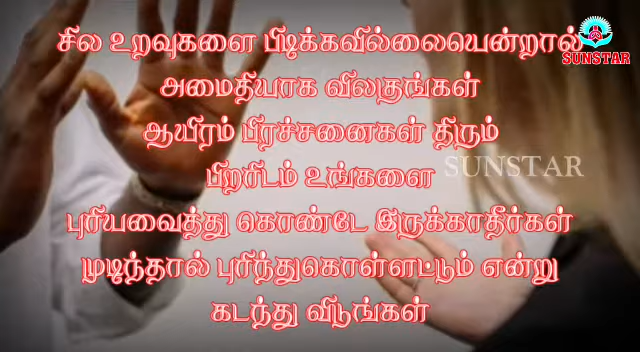 சில உறவுகளை பிடிக்கவில்லையென்றால்
SUNSTAR
அமைதியாக விலகுங்கள்
ஆயிரம் பிரச்சனைகள் திரும்
SUNSTAR
பிறரிடம் உங்களை
புரியவைத்து கொண்டே இருக்காதீர்கள்
முடிந்தால் புரிந்துகொள்ளட்டும் என்று
கடந்து விடுங்கள்